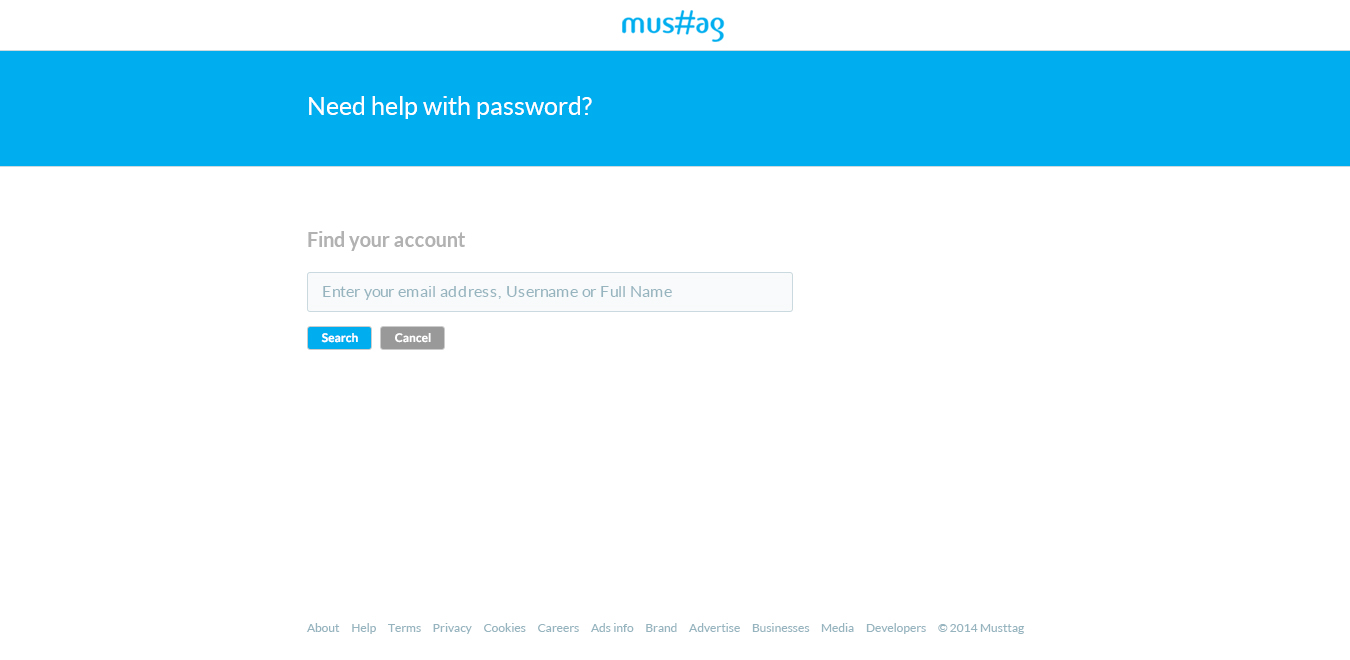 mus#ag
Need help with password?
Find your account
Enter your email address, Username or Full Name
Search Cancel
About Help Terms Privacy Cookies Careers Ads info Brand Advertise Businesses Media Developers © 2014 Musttag